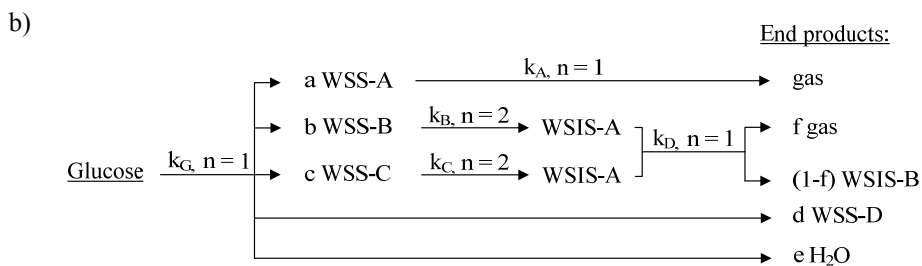 b)
End products:
a WSS-A k_A, n = 1 gas
b WSS-B k_B, n = 2 WSIS-A k_D, n = 1 f gas
Glucose k_G, n = 1 c WSS-C k_C, n = 2 WSIS-A (1-f) WSIS-B
d WSS-D
e H₂O